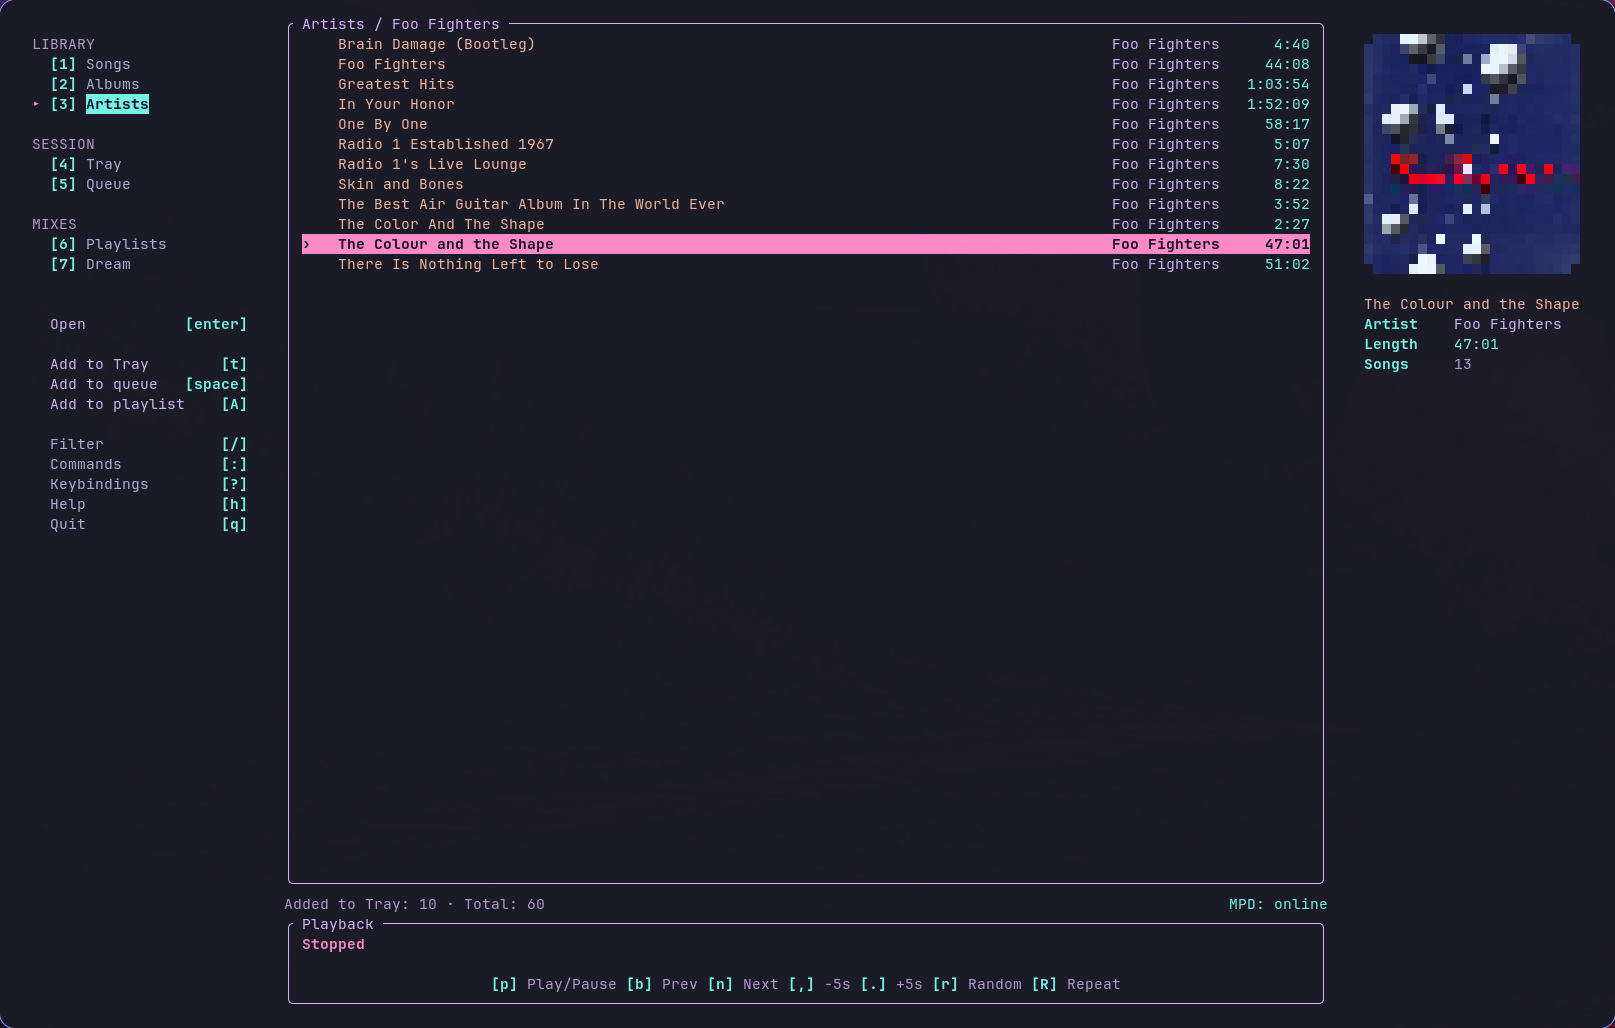 LIBRARY
[1] Songs
[2] Albums
▸ [3] Artists
SESSION
[4] Tray
[5] Queue
MIXES
[6] Playlists
[7] Dream
Open [enter]
Add to Tray [t]
Add to queue [space]
Add to playlist [A]
Filter [/]
Commands [:]
Keybindings [?]
Help [h]
Quit [q]
Artists / Foo Fighters
Brain Damage (Bootleg) Foo Fighters 4:40
Foo Fighters Foo Fighters 44:08
Greatest Hits Foo Fighters 1:03:54
In Your Honor Foo Fighters 1:52:09
One By One Foo Fighters 58:17
Radio 1 Established 1967 Foo Fighters 5:07
Radio 1's Live Lounge Foo Fighters 7:30
Skin and Bones Foo Fighters 8:22
The Best Air Guitar Album In The World Ever Foo Fighters 3:52
The Color And The Shape Foo Fighters 2:27
› The Colour and the Shape Foo Fighters 47:01
There Is Nothing Left to Lose Foo Fighters 51:02
Added to Tray: 10 · Total: 60 MPD: online
Playback
Stopped
[p] Play/Pause [b] Prev [n] Next [,] -5s [.] +5s [r] Random [R] Repeat
The Colour and the Shape
Artist Foo Fighters
Length 47:01
Songs 13